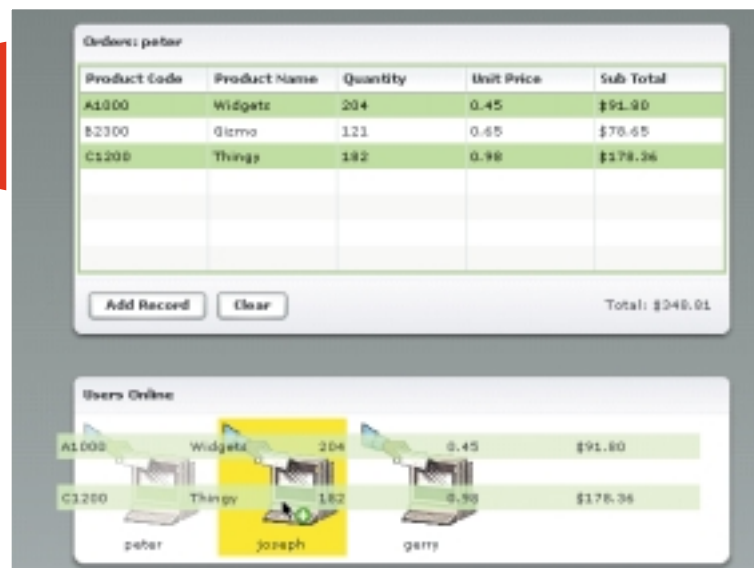 Orders: peter
Product Code Product Name Quantity Unit Price Sub Total
A1000 Widgets 204 0.45 $91.80
B2300 Gizmo 121 0.65 $78.65
C1200 Thingy 182 0.98 $178.36
Add Record Clear Total: $348.81
Users Online
A1000 Widgets 204 0.45 $91.80
C1200 Thingy 182 0.98 $178.36
peter joseph gerry